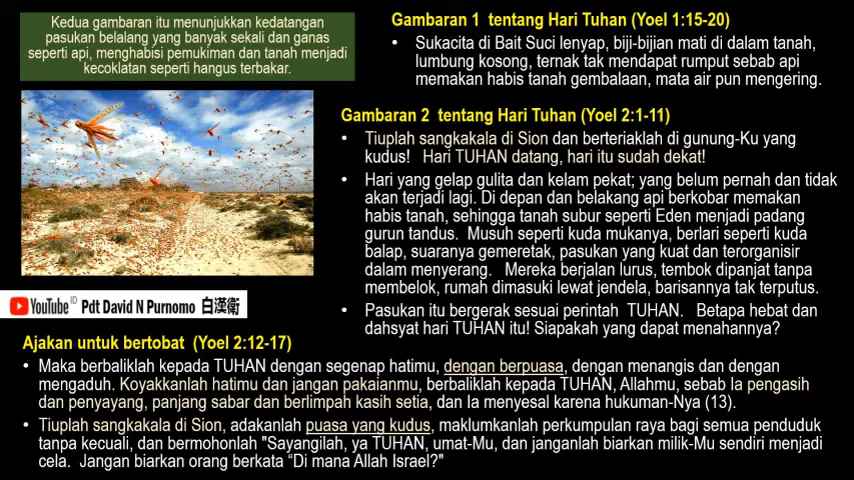 Kedua gambaran itu menunjukkan kedatangan
pasukan belalang yang banyak sekali dan ganas
seperti api, menghabisi pemukiman dan tanah menjadi
kecoklatan seperti hangus terbakar.
Gambaran 1 tentang Hari Tuhan (Yoel 1:15-20)
• Sukacita di Bait Suci lenyap, biji-bijian mati di dalam tanah,
lumbung kosong, ternak tak mendapat rumput sebab api
memakan habis tanah gembalaan, mata air pun mengering.
Gambaran 2 tentang Hari Tuhan (Yoel 2:1-11)
• Tiuplah sangkakala di Sion dan berteriaklah di gunung-Ku yang
kudus! Hari TUHAN datang, hari itu sudah dekat!
• Hari yang gelap gulita dan kelam pekat; yang belum pernah dan tidak
akan terjadi lagi. Di depan dan belakang api berkobar memakan
habis tanah, sehingga tanah subur seperti Eden menjadi padang
gurun tandus. Musuh seperti kuda mukanya, berlari seperti kuda
balap, suaranya gemeretak, pasukan yang kuat dan terorganisir
dalam menyerang. Mereka berjalan lurus, tembok dipanjat tanpa
membelok, rumah dimasuki lewat jendela, barisannya tak terputus.
• Pasukan itu bergerak sesuai perintah TUHAN. Betapa hebat dan
dahsyat hari TUHAN itu! Siapakah yang dapat menahannya?
YouTube ID Pdt David N Purnomo 白漢衛
Ajakan untuk bertobat (Yoel 2:12-17)
• Maka berbaliklah kepada TUHAN dengan segenap hatimu, dengan berpuasa, dengan menangis dan dengan
mengaduh. Koyakkanlah hatimu dan jangan pakaianmu, berbaliklah kepada TUHAN, Allahmu, sebab Ia pengasih
dan penyayang, panjang sabar dan berlimpah kasih setia, dan Ia menyesal karena hukuman-Nya (13).
• Tiuplah sangkakala di Sion, adakanlah puasa yang kudus, maklumkanlah perkumpulan raya bagi semua penduduk
tanpa kecuali, dan bermohonlah "Sayangilah, ya TUHAN, umat-Mu, dan janganlah biarkan milik-Mu sendiri menjadi
cela. Jangan biarkan orang berkata “Di mana Allah Israel?"